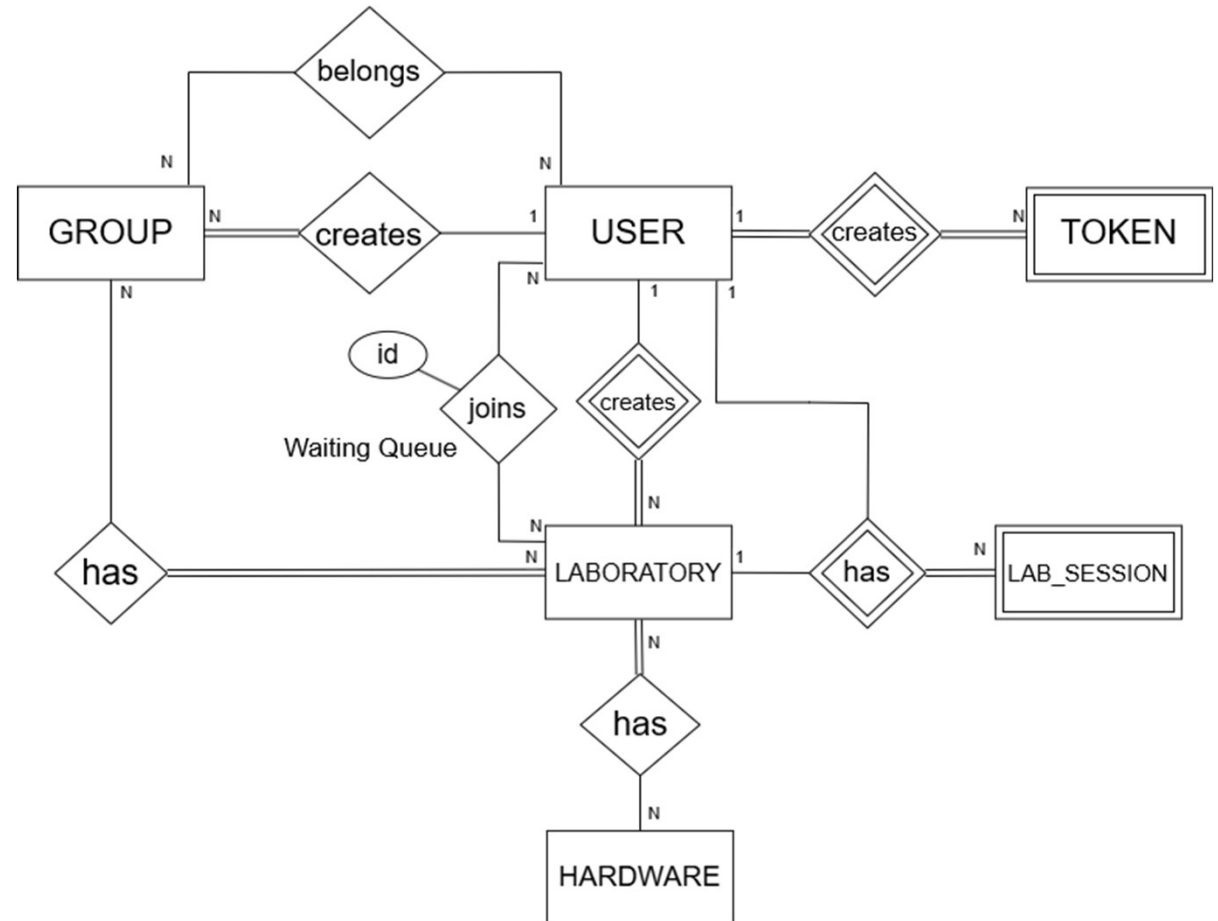 belongs
N
N
GROUP
N
creates
1
USER
1
creates
N
TOKEN
N
N
1
1
id
joins
creates
Waiting Queue
N
N
N
has
N
LABORATORY
1
has
N
LAB_SESSION
N
has
N
HARDWARE